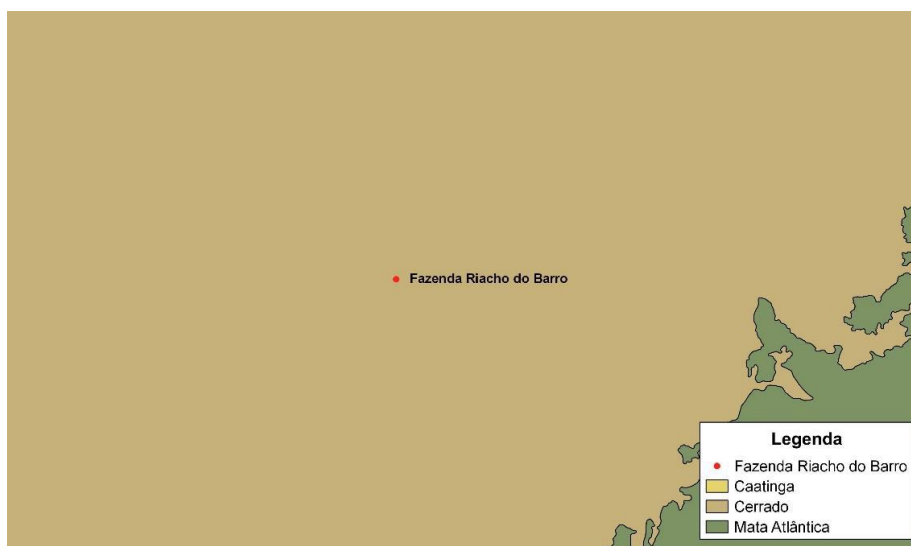 Fazenda Riacho do Barro
Legenda
Fazenda Riacho do Barro
Caatinga
Cerrado
Mata Atlântica